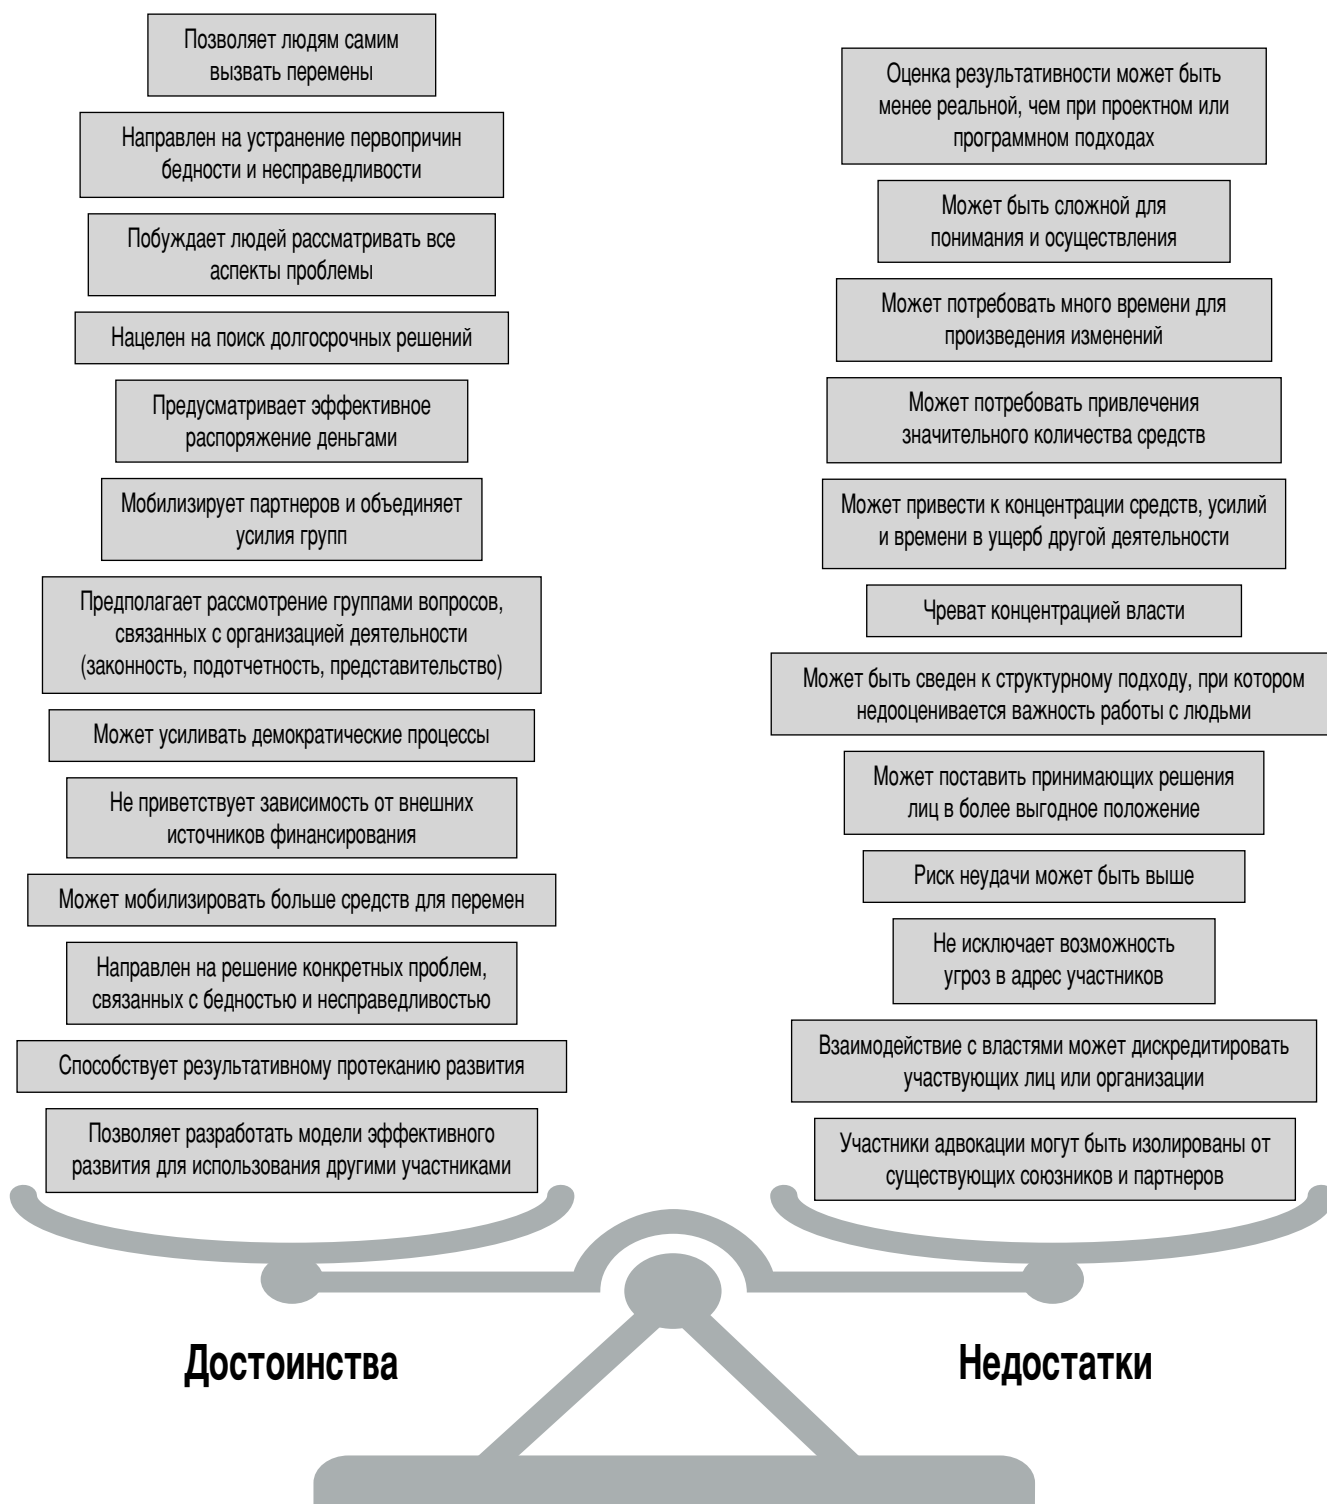 Позволяет людям самим
вызвать перемены
Направлен на устранение первопричин
бедности и несправедливости
Побуждает людей рассматривать все
аспекты проблемы
Нацелен на поиск долгосрочных решений
Предусматривает эффективное
распоряжение деньгами
Мобилизирует партнеров и объединяет
усилия групп
Предполагает рассмотрение группами вопросов,
связанных с организацией деятельности
(законность, подотчетность, представительство)
Может усиливать демократические процессы
Не приветствует зависимость от внешних
источников финансирования
Может мобилизировать больше средств для перемен
Направлен на решение конкретных проблем,
связанных с бедностью и несправедливостью
Способствует результативному протеканию развития
Позволяет разработать модели эффективного
развития для использования другими участниками
Достоинства
Оценка результативности может быть
менее реальной, чем при проектном или
программном подходах
Может быть сложной для
понимания и осуществления
Может потребовать много времени для
произведения изменений
Может потребовать привлечения
значительного количества средств
Может привести к концентрации средств, усилий
и времени в ущерб другой деятельности
Чреват концентрацией власти
Может быть сведен к структурному подходу, при котором
недооценивается важность работы с людьми
Может поставить принимающих решения
лиц в более выгодное положение
Риск неудачи может быть выше
Не исключает возможность
угроз в адрес участников
Взаимодействие с властями может дискредитировать
участвующих лиц или организации
Участники адвокации могут быть изолированы от
существующих союзников и партнеров
Недостатки